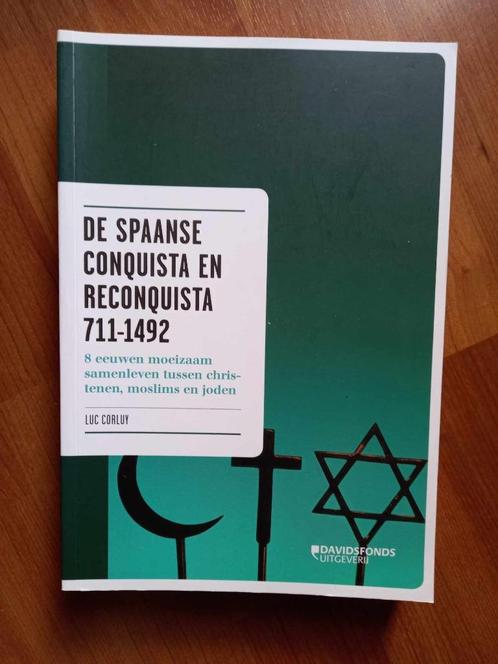 DE SPAANSE
CONQUISTA EN
RECONQUISTA
711-1492
8 eeuwen moeizaam
samenleven tussen chris-
tenen, moslims en joden
LUC CORLUY
DAVIDSFONDS
UITGEVERIJ